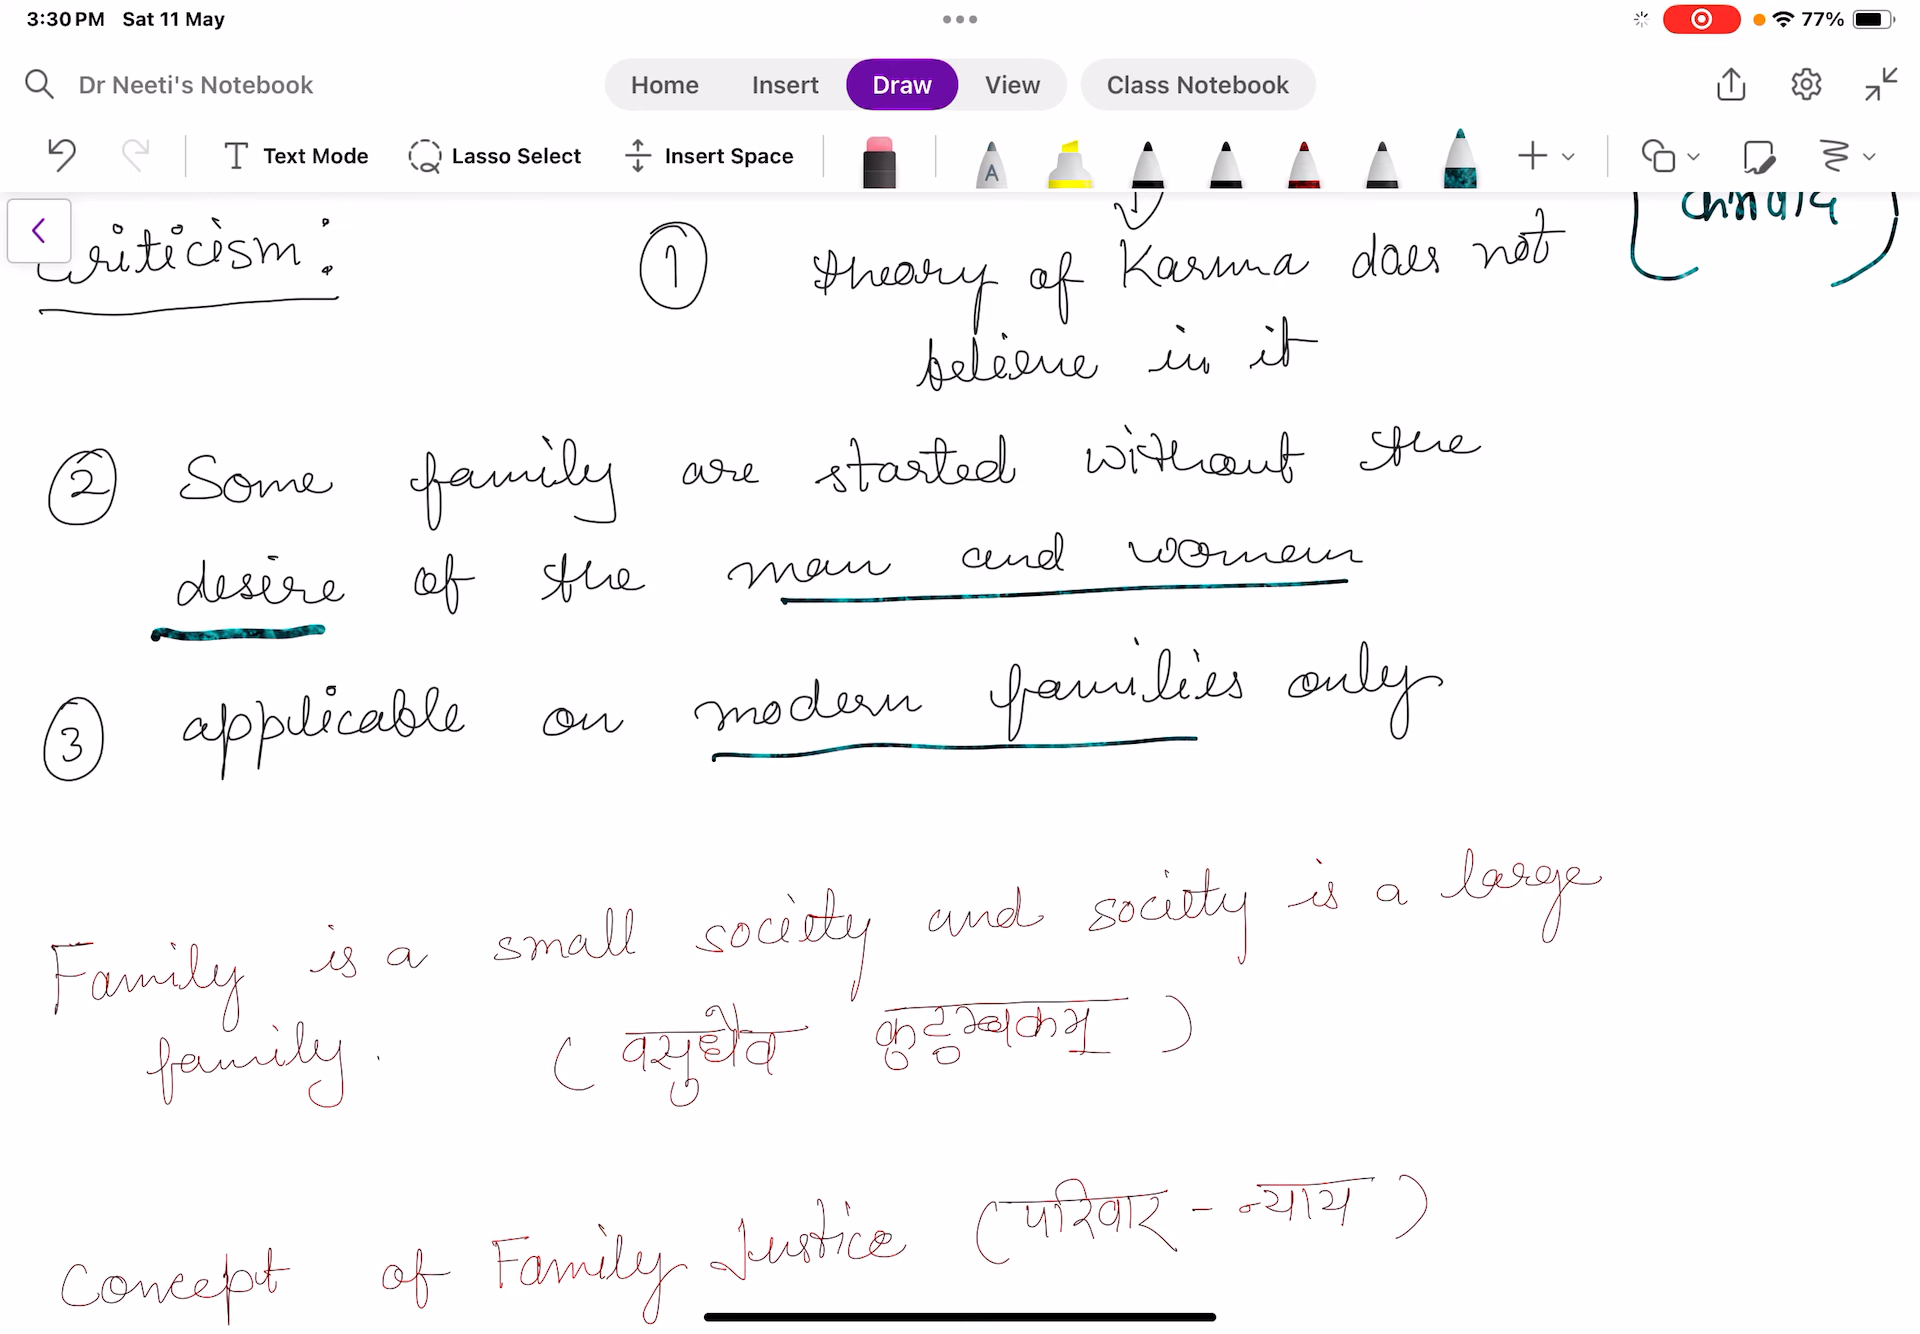 3:30 PM Sat 11 May 77%
Dr Neeti's Notebook Home Insert Draw View Class Notebook
Text Mode Lasso Select Insert Space A
Criticism: ① theory of Karma does not
believe in it
② Some family are started without the
desire of the man and women
③ applicable on modern families only
Family is a small society and society is a large
family. (वसुधैव कुटुम्बकम्)
Concept of Family Justice (परिवार - न्याय)